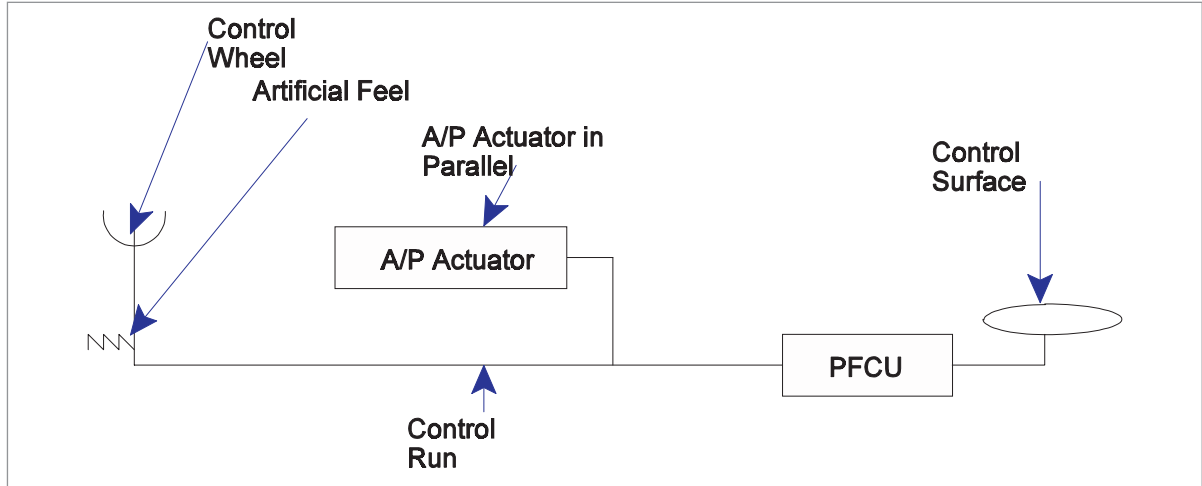 Control
Wheel
Artificial Feel
A/P Actuator in
Parallel
Control
Surface
A/P Actuator
PFCU
Control
Run